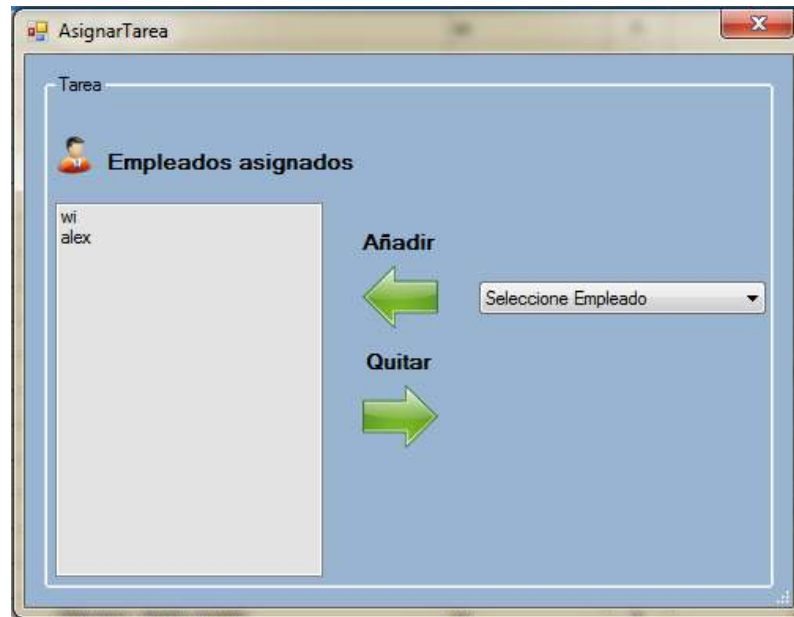 AsignarTarea
Tarea
Empleados asignados
wi
alex
Añadir
Seleccione Empleado
Quitar